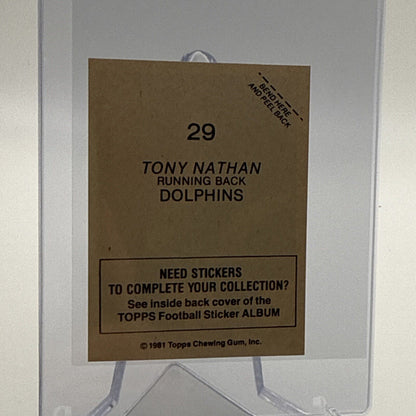 BEND HERE
AND PEEL BACK
29
TONY NATHAN
RUNNING BACK
DOLPHINS
NEED STICKERS
TO COMPLETE YOUR COLLECTION?
See inside back cover of the
TOPPS Football Sticker ALBUM
© 1981 Topps Chewing Gum, Inc.